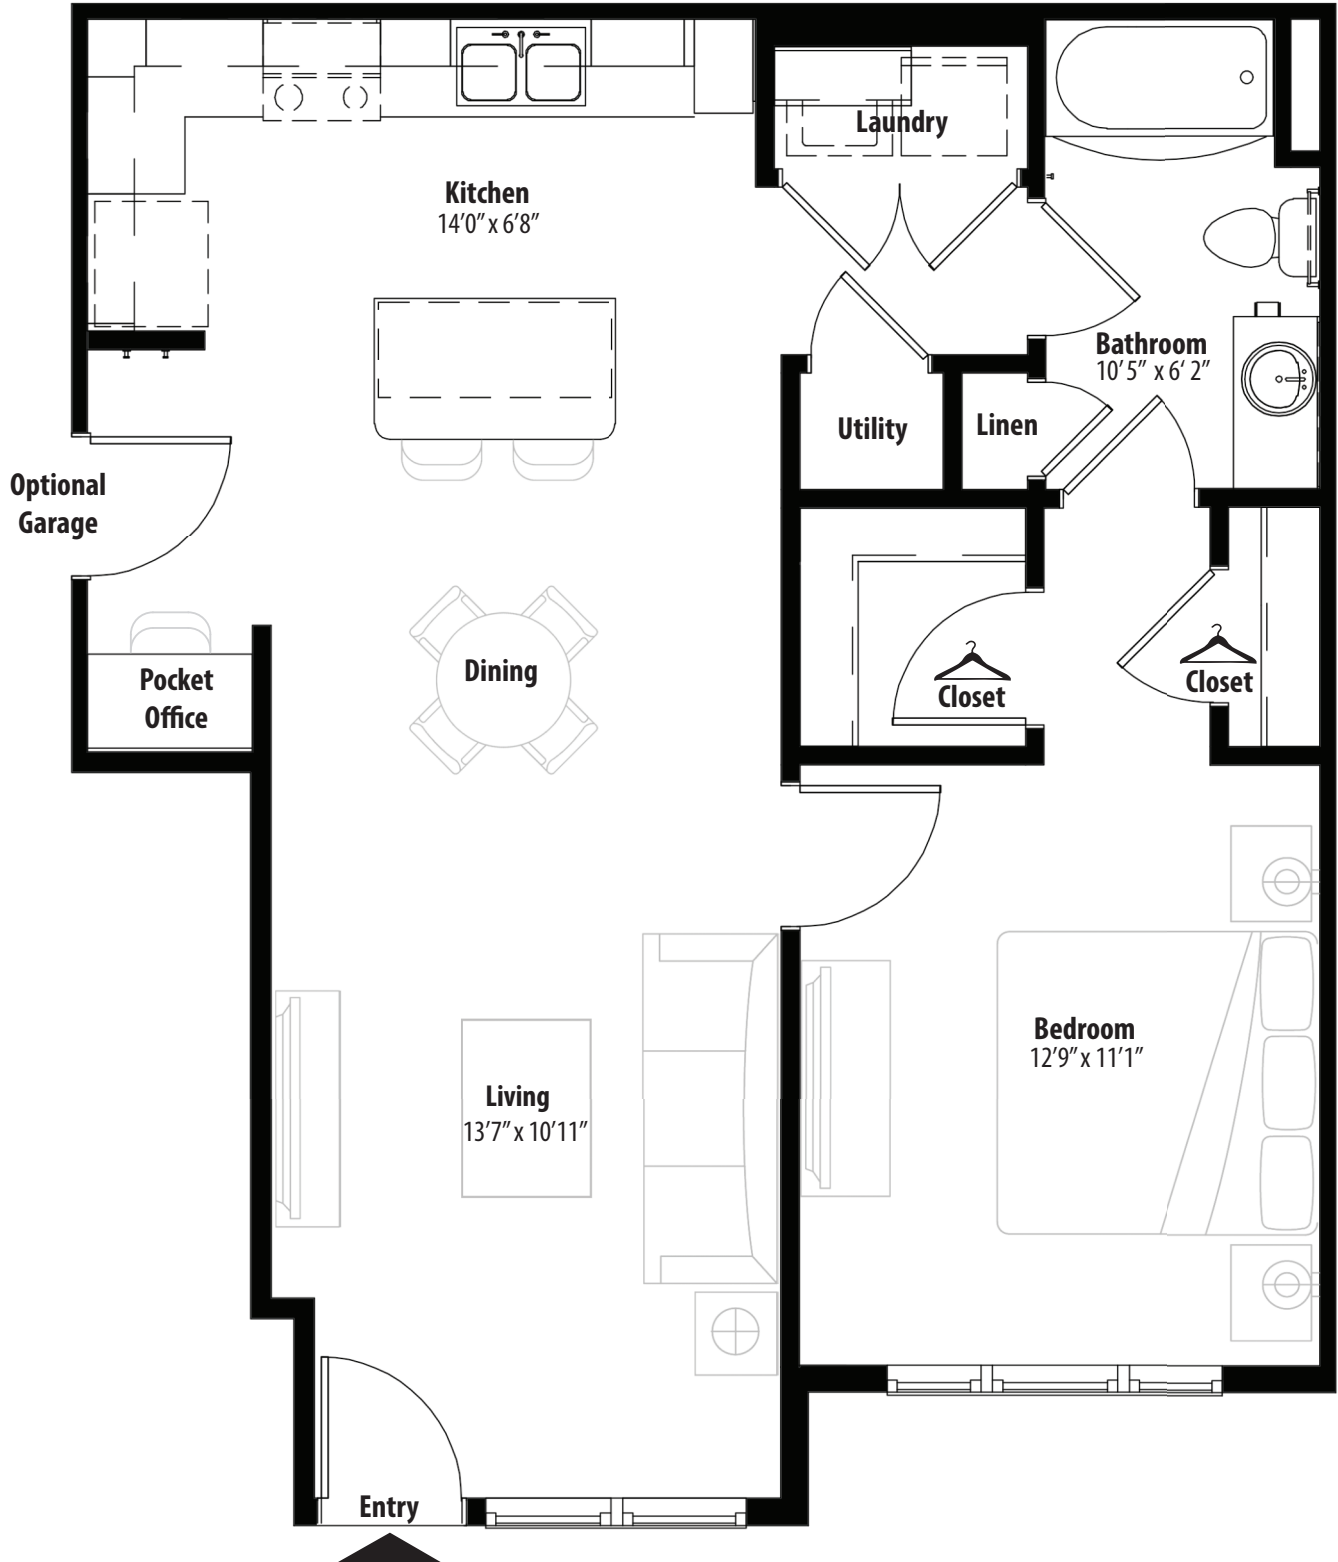 Laundry
Kitchen
14'0" x 6'8"
Bathroom
10'5" x 6'2"
Utility
Linen
Optional
Garage
Dining
Pocket
Office
Closet
Closet
Bedroom
12'9" x 11'1"
Living
13'7" x 10'11"
Entry